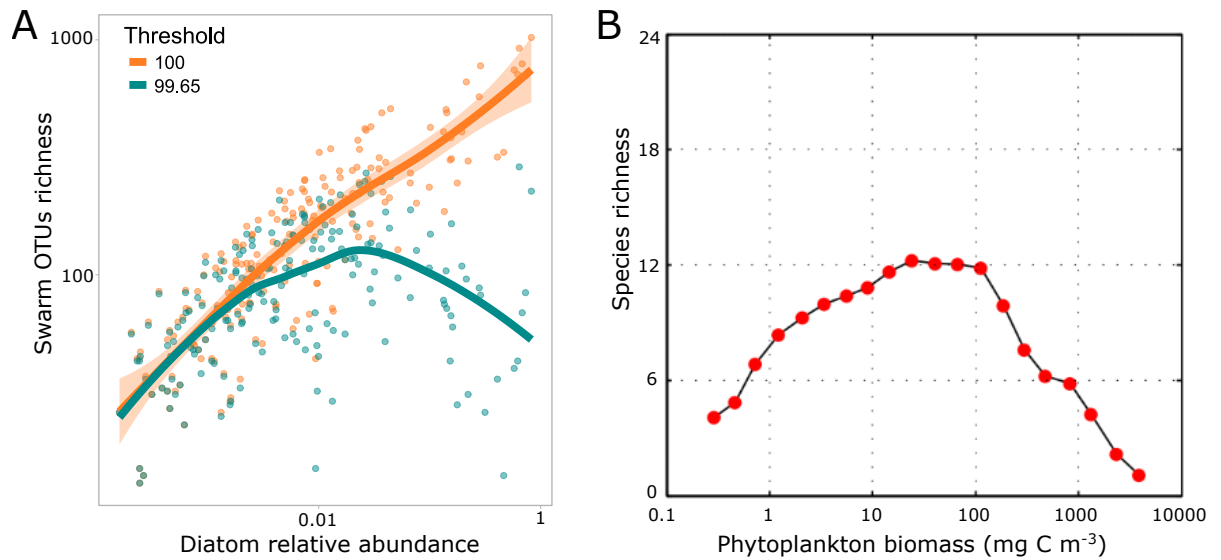 A
Threshold
100
99.65
1000
100
Swarm OTUs richness
0.01
1
Diatom relative abundance
B
24
18
12
6
0
Species richness
0.1
1
10
100
1000
10000
Phytoplankton biomass (mg C m⁻³)